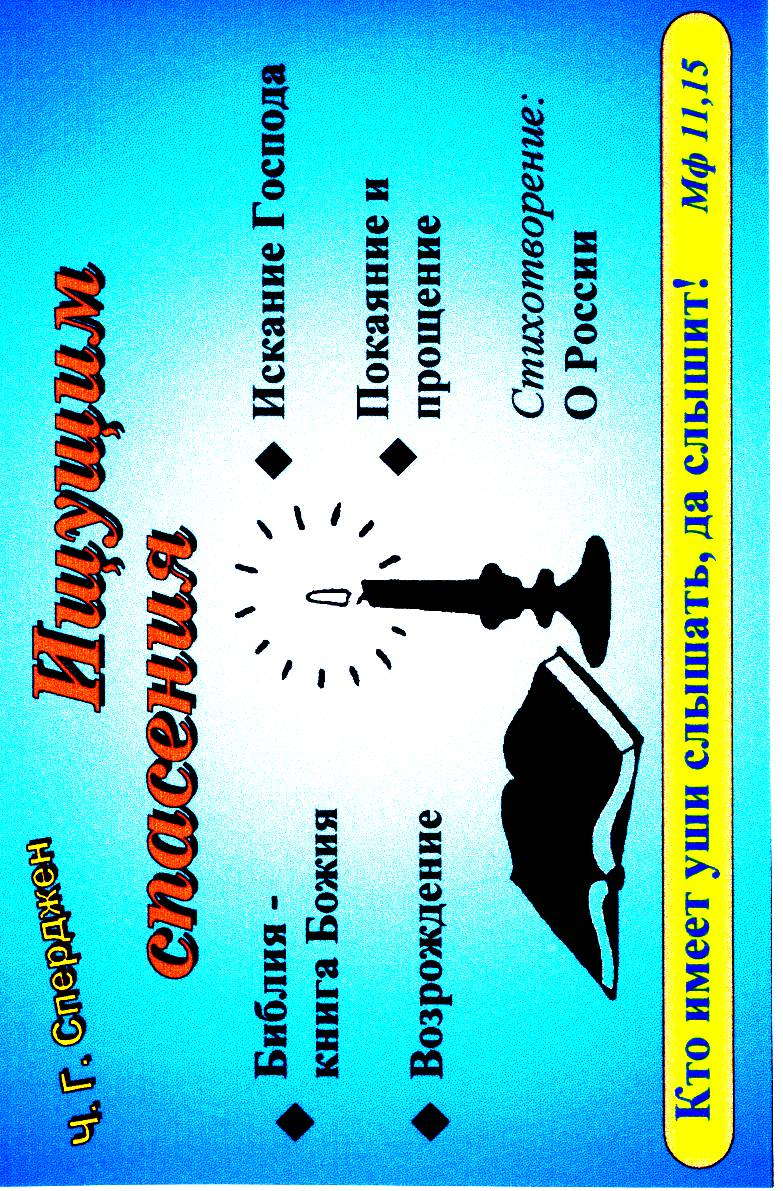 Ч. Г. Сперджен
Ищущим
спасения
Библия -
книга Божия
Возрождение
Искание Господа
Покаяние и
прощение
Стихотворение:
О России
Кто имеет уши слышать, да слышит! Мф 11,15